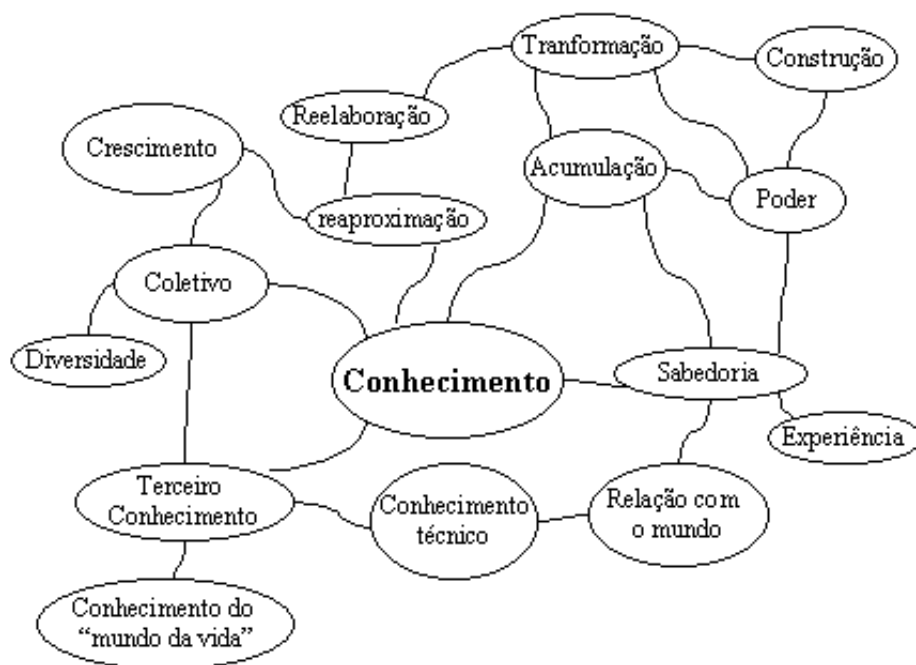 Tranformação
Construção
Reelaboração
Crescimento
Acumulação
Poder
reaproximação
Coletivo
Diversidade
Conhecimento
Sabedoria
Experiência
Terceiro
Conhecimento
Conhecimento
técnico
Relação com
o mundo
Conhecimento do
“mundo da vida”